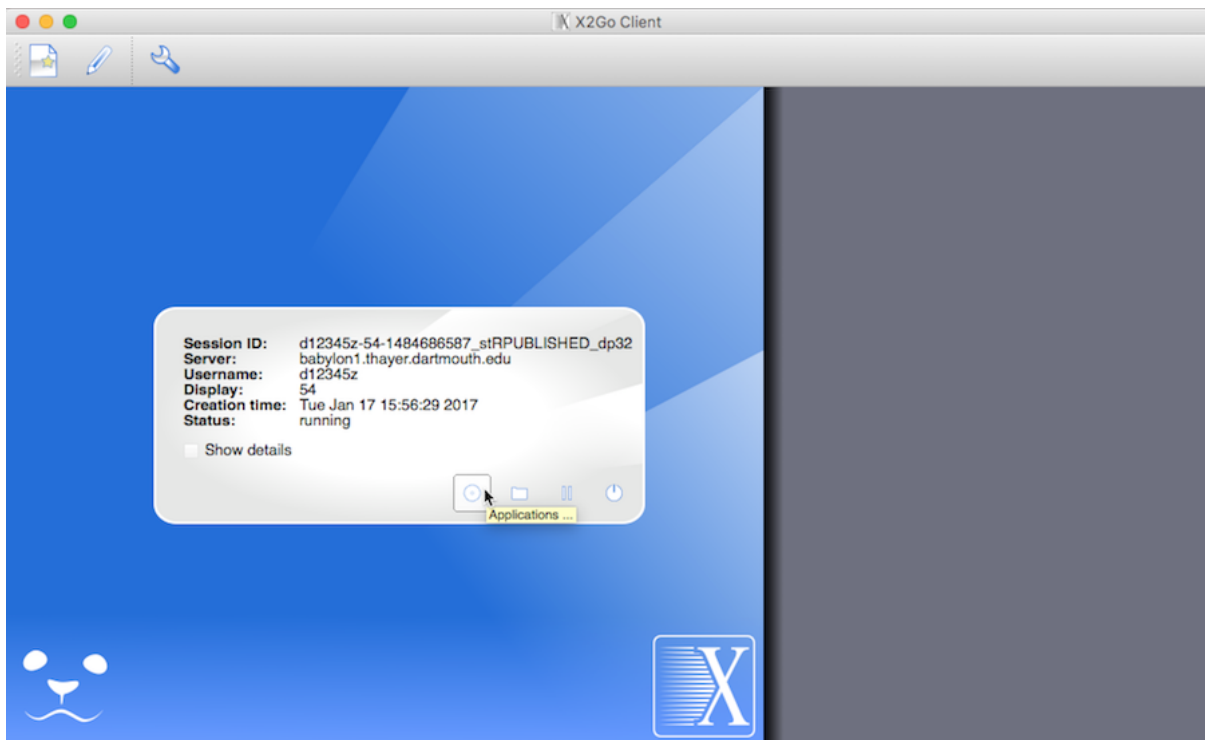 X2Go Client
Session ID: d12345z-54-1484686587_stRPUBLISHED_dp32
Server: babylon1.thayer.dartmouth.edu
Username: d12345z
Display: 54
Creation time: Tue Jan 17 15:56:29 2017
Status: running
Show details
Applications ...
X